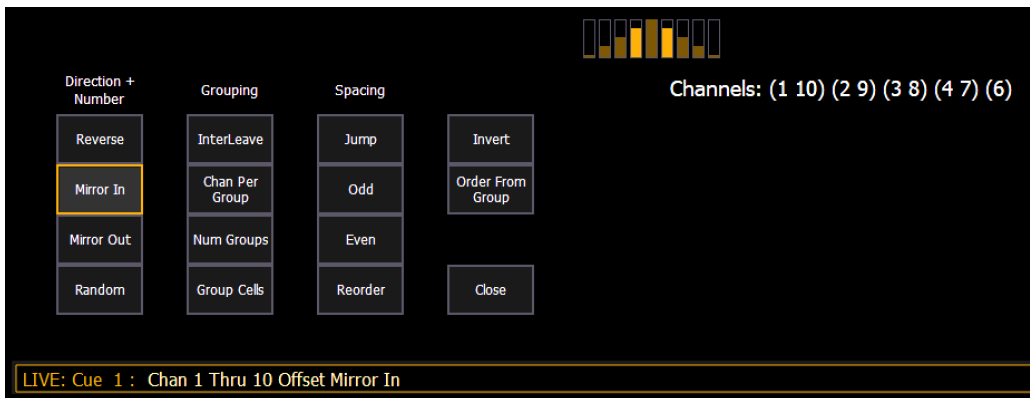 Direction +
Number
Grouping
Spacing
Channels: (1 10) (2 9) (3 8) (4 7) (6)
Reverse
InterLeave
Jump
Invert
Mirror In
Chan Per
Group
Odd
Order From
Group
Mirror Out
Num Groups
Even
Random
Group Cells
Reorder
Close
LIVE: Cue 1 : Chan 1 Thru 10 Offset Mirror In